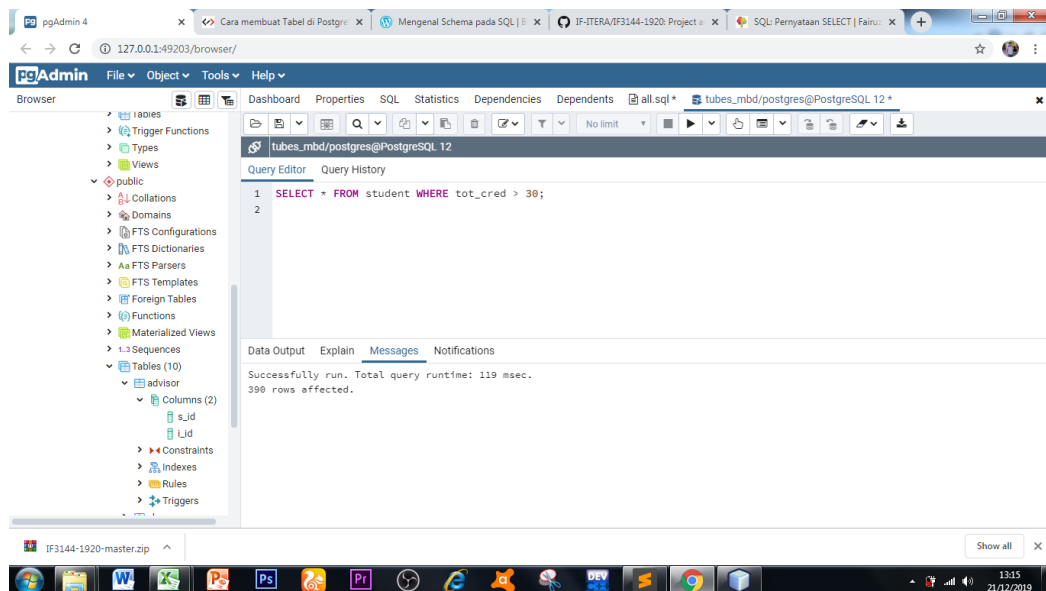 pgAdmin 4
Cara membuat Tabel di Postgre
Mengenal Schema pada SQL | B
IF-ITERA/IF3144-1920: Project a
SQL: Pernyataan SELECT | Fairuz
127.0.0.1:49203/browser/
pgAdmin File Object Tools Help
Browser
Dashboard Properties SQL Statistics Dependencies Dependents all.sql * tubes_mbd/postgres@PostgreSQL 12 *
No limit
tubes_mbd/postgres@PostgreSQL 12
Query Editor Query History
1 SELECT * FROM student WHERE tot_cred > 30;
2
Tables
Trigger Functions
Types
Views
public
Collations
Domains
FTS Configurations
FTS Dictionaries
Aa FTS Parsers
FTS Templates
Foreign Tables
Functions
Materialized Views
1..3 Sequences
Tables (10)
advisor
Columns (2)
s_id
i_id
Constraints
Indexes
Rules
Triggers
Data Output Explain Messages Notifications
Successfully run. Total query runtime: 119 msec.
390 rows affected.
IF3144-1920-master.zip
Show all
W X P Ps Pr DEV S
13:15
21/12/2019